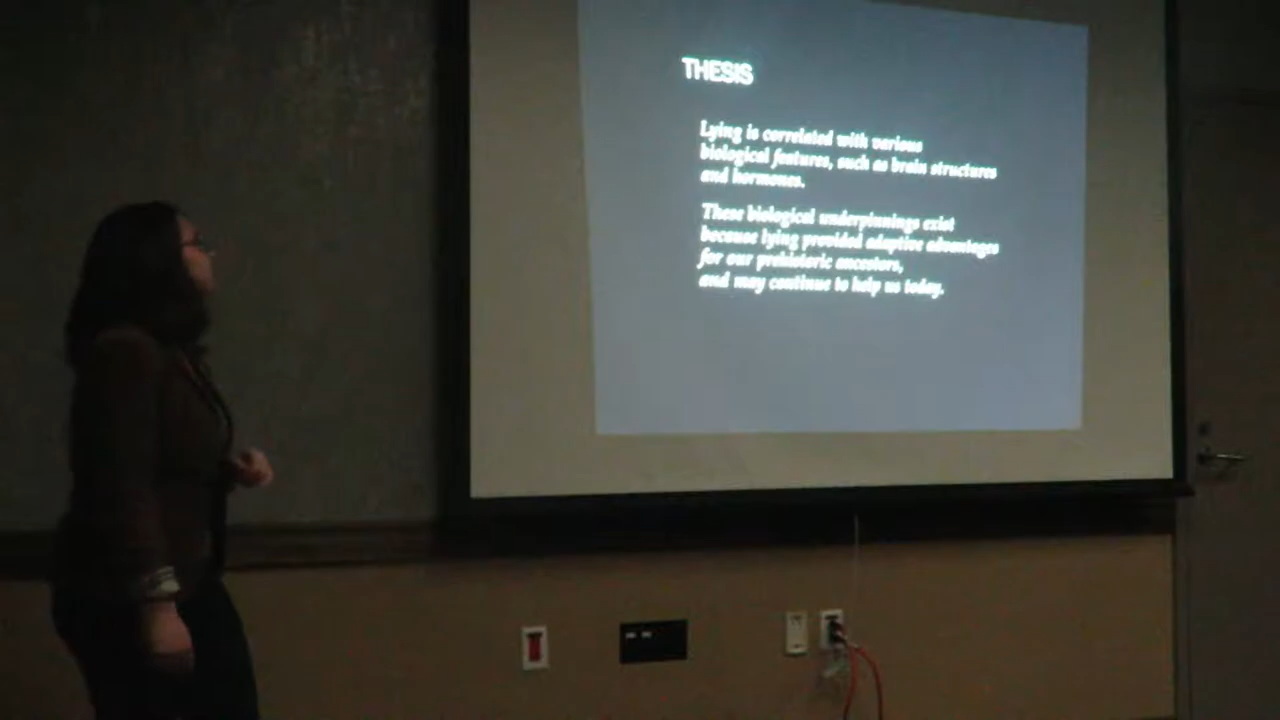 THESIS
Lying is correlated with various
biological features, such as brain structures
and hormones.
These biological underpinnings exist
because lying provided adaptive advantages
for our prehistoric ancestors,
and may continue to help us today.